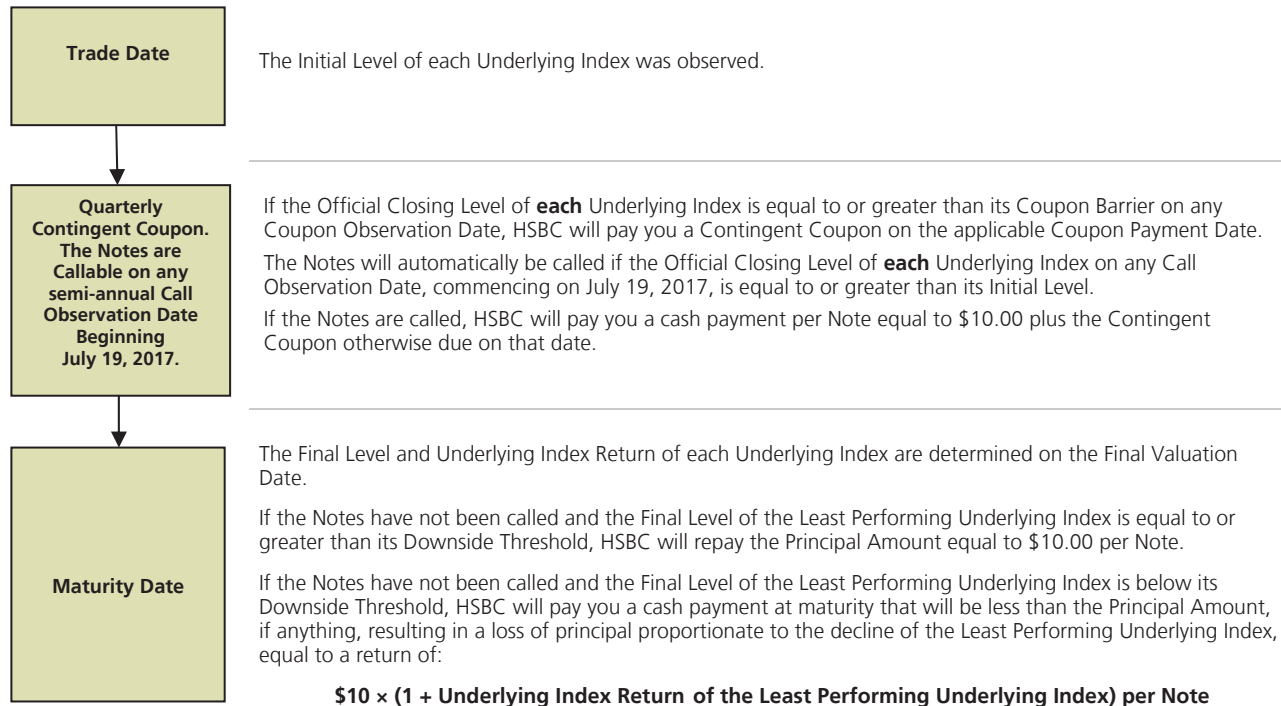 Trade Date
The Initial Level of each Underlying Index was observed.
Quarterly
Contingent Coupon.
The Notes are
Callable on any
semi-annual Call
Observation Date
Beginning
July 19, 2017.
If the Official Closing Level of each Underlying Index is equal to or greater than its Coupon Barrier on any
Coupon Observation Date, HSBC will pay you a Contingent Coupon on the applicable Coupon Payment Date.
The Notes will automatically be called if the Official Closing Level of each Underlying Index on any Call
Observation Date, commencing on July 19, 2017, is equal to or greater than its Initial Level.
If the Notes are called, HSBC will pay you a cash payment per Note equal to $10.00 plus the Contingent
Coupon otherwise due on that date.
Maturity Date
The Final Level and Underlying Index Return of each Underlying Index are determined on the Final Valuation
Date.
If the Notes have not been called and the Final Level of the Least Performing Underlying Index is equal to or
greater than its Downside Threshold, HSBC will repay the Principal Amount equal to $10.00 per Note.
If the Notes have not been called and the Final Level of the Least Performing Underlying Index is below its
Downside Threshold, HSBC will pay you a cash payment at maturity that will be less than the Principal Amount,
if anything, resulting in a loss of principal proportionate to the decline of the Least Performing Underlying Index,
equal to a return of:
$10 × (1 + Underlying Index Return of the Least Performing Underlying Index) per Note